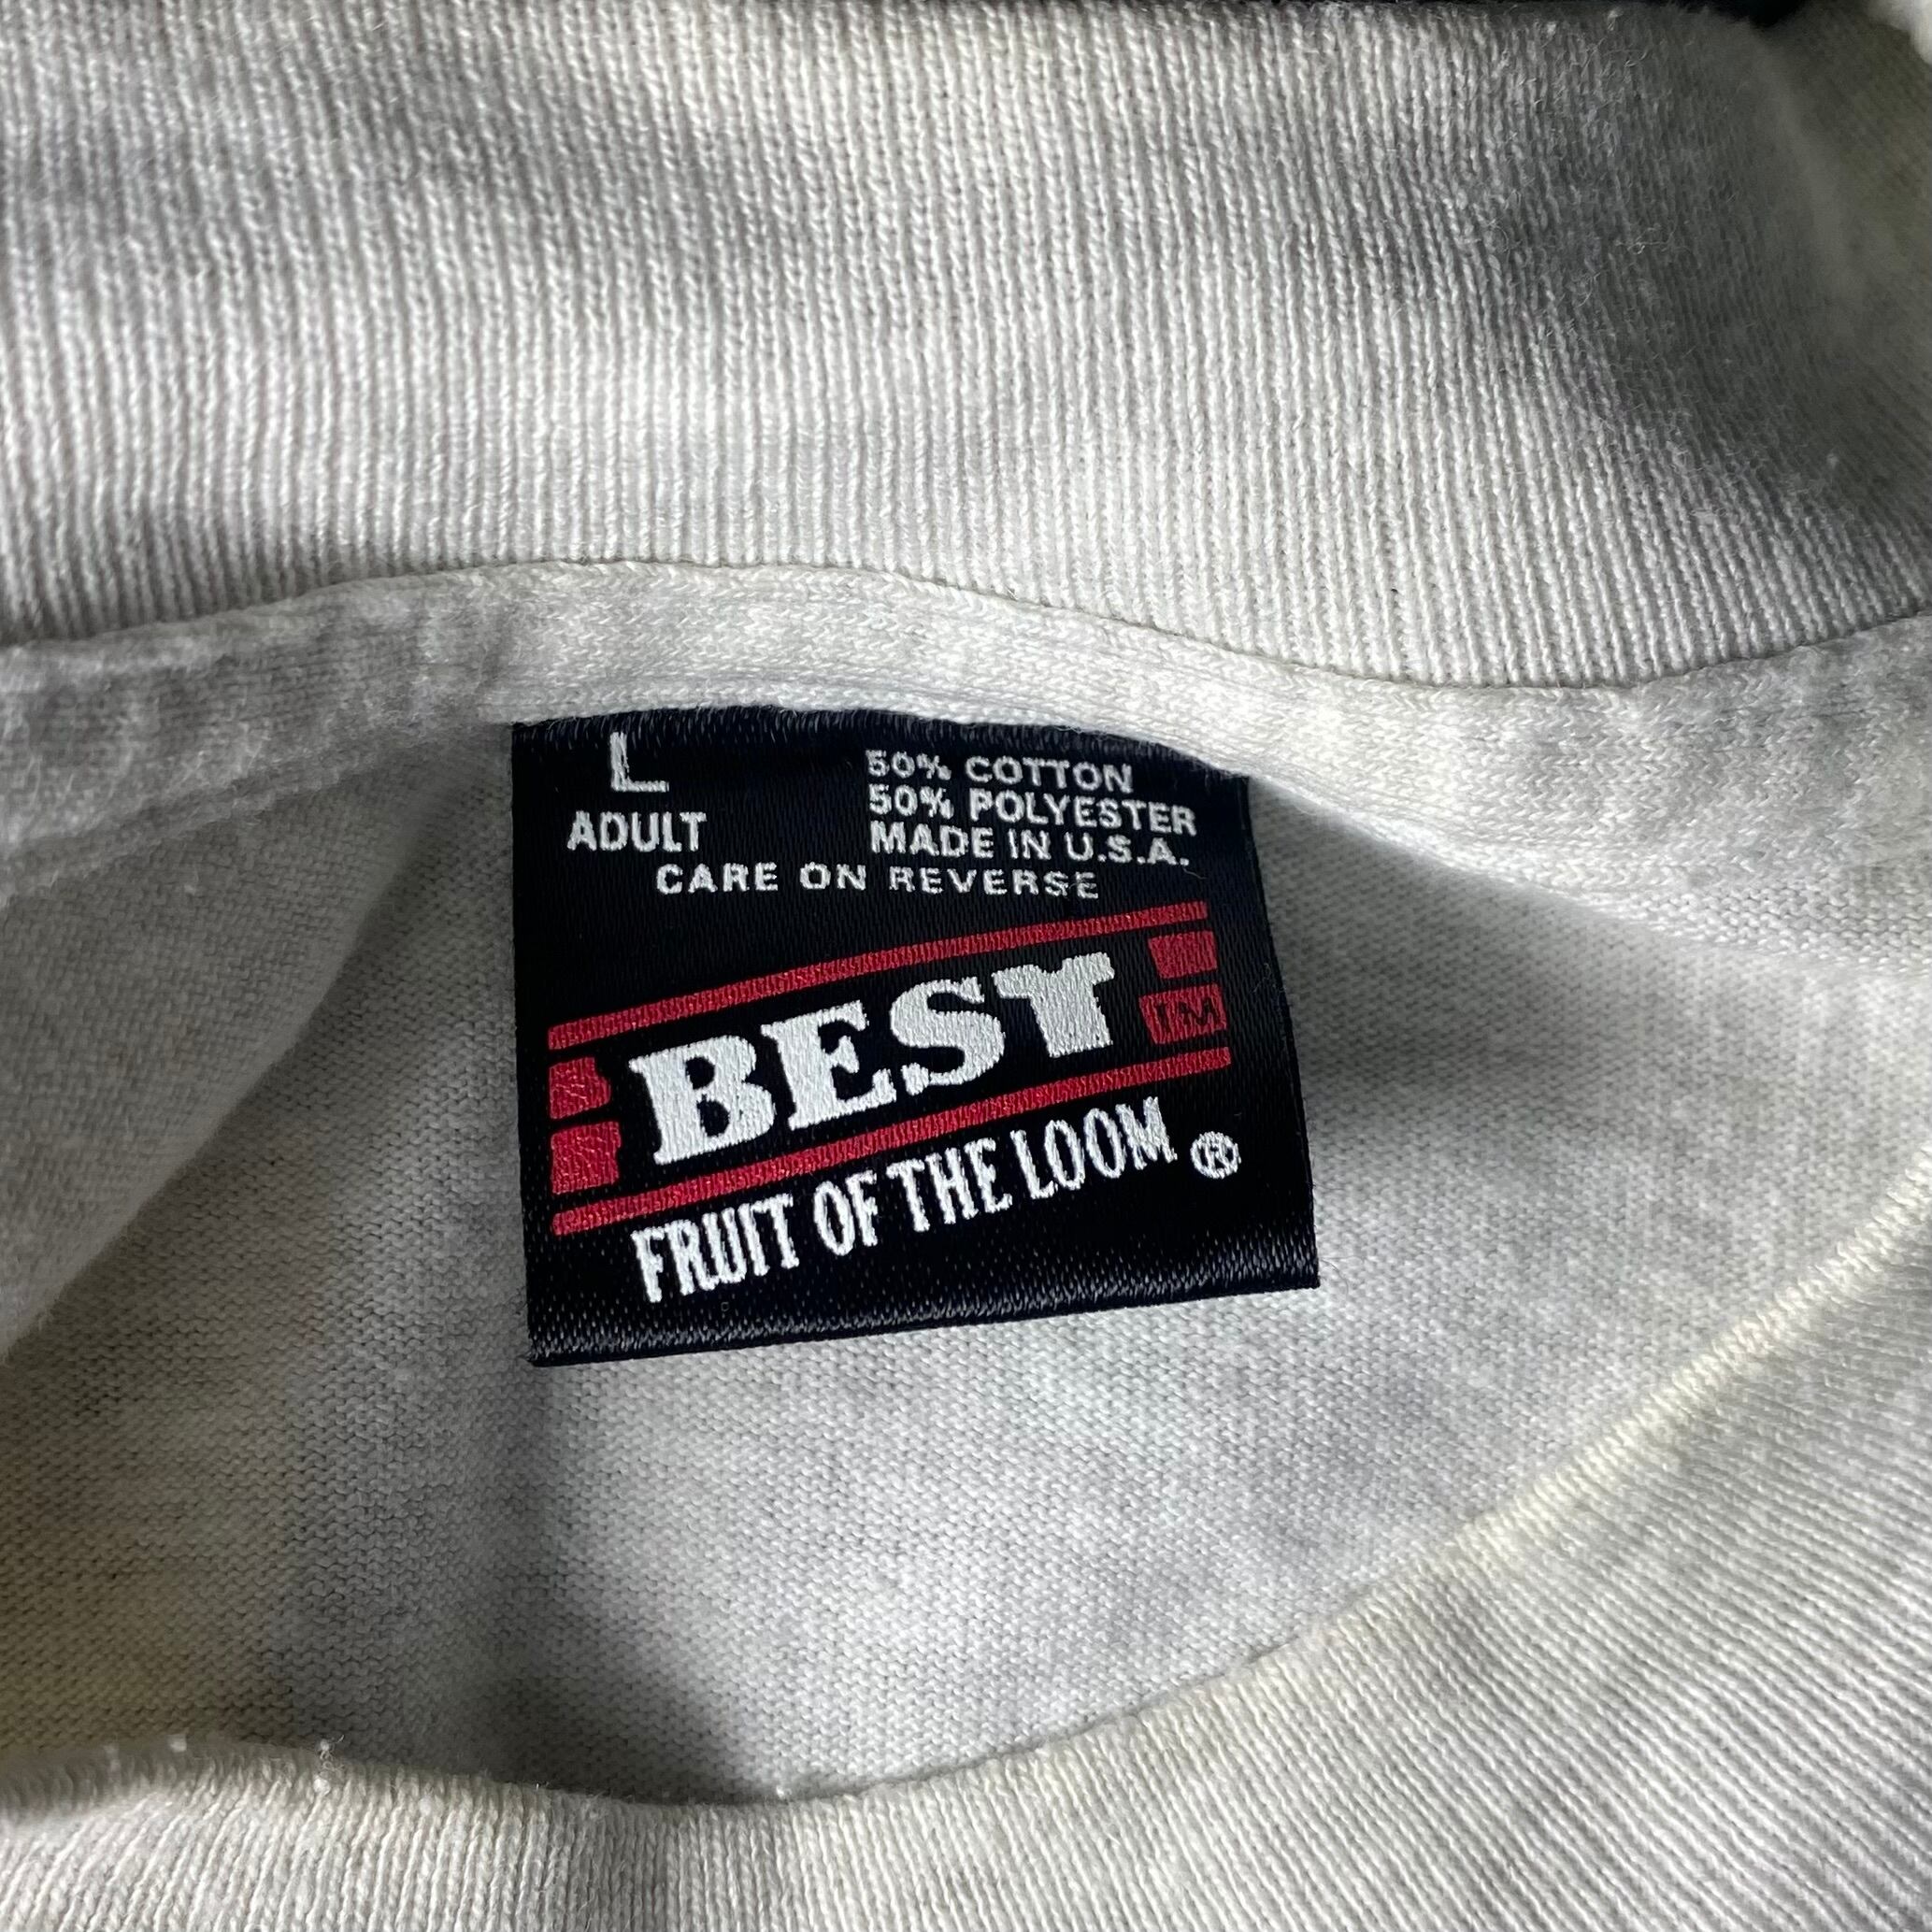 L
ADULT
50% COTTON
50% POLYESTER
MADE IN U.S.A.
CARE ON REVERSE
BEST
TM
FRUIT OF THE LOOM ®